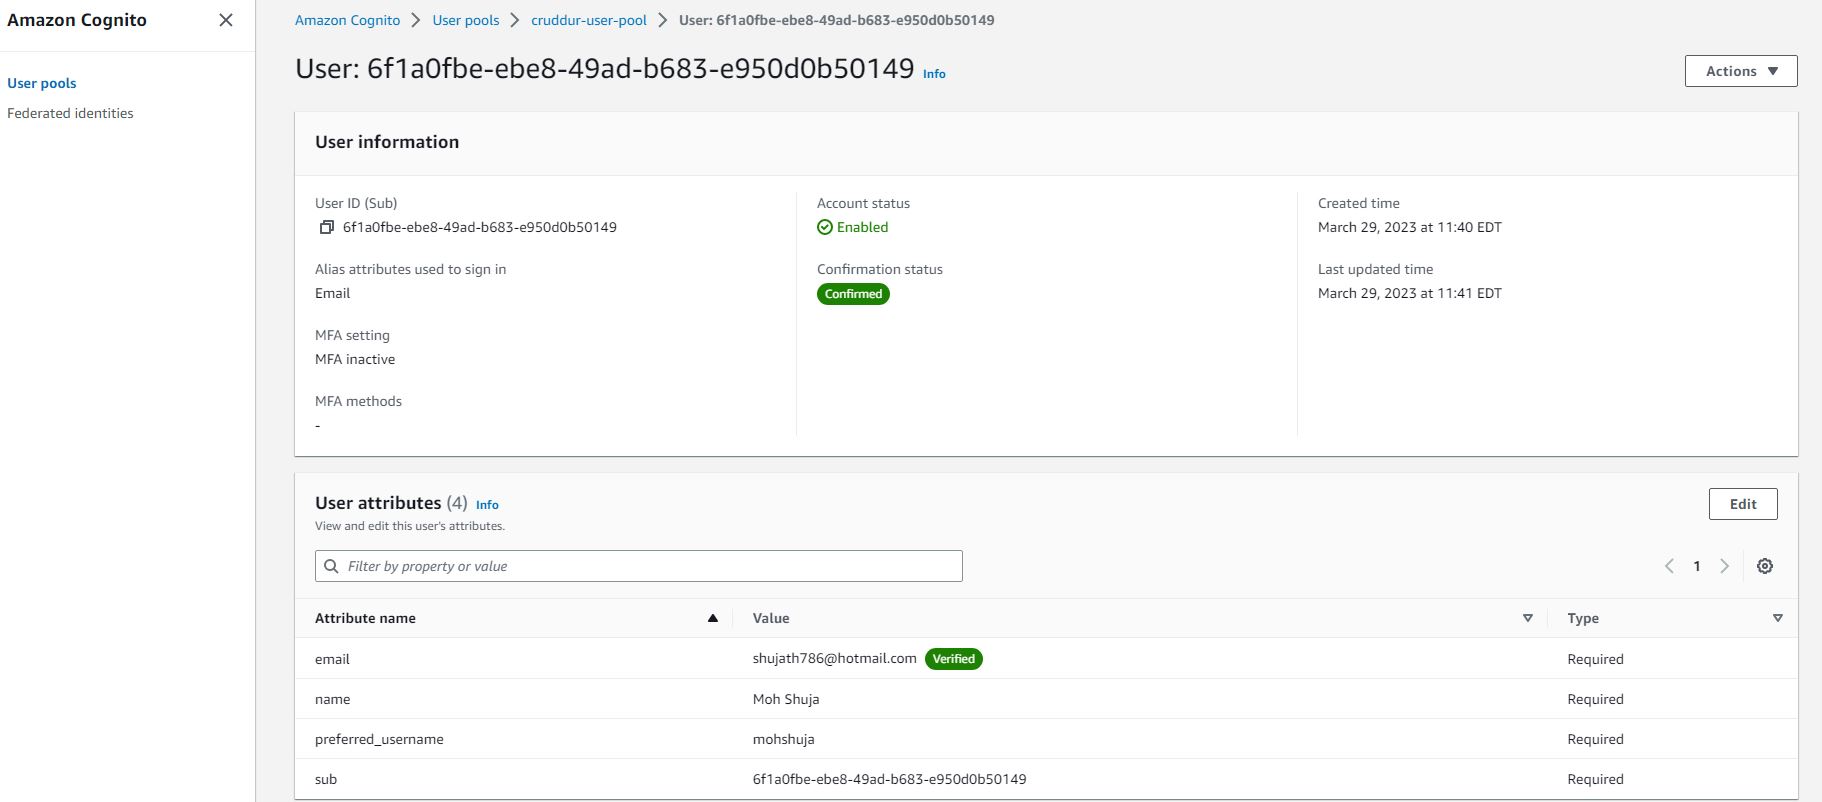 Amazon Cognito
User pools
Federated identities
Amazon Cognito > User pools > cruddur-user-pool > User: 6f1a0fbe-ebe8-49ad-b683-e950d0b50149
User: 6f1a0fbe-ebe8-49ad-b683-e950d0b50149 Info
Actions
User information
User ID (Sub)
6f1a0fbe-ebe8-49ad-b683-e950d0b50149
Alias attributes used to sign in
Email
MFA setting
MFA inactive
MFA methods
-
Account status
Enabled
Confirmation status
Confirmed
Created time
March 29, 2023 at 11:40 EDT
Last updated time
March 29, 2023 at 11:41 EDT
User attributes (4) Info
View and edit this user's attributes.
Edit
Filter by property or value
1
Attribute name Value Type
email shujath786@hotmail.com Verified Required
name Moh Shuja Required
preferred_username mohshuja Required
sub 6f1a0fbe-ebe8-49ad-b683-e950d0b50149 Required